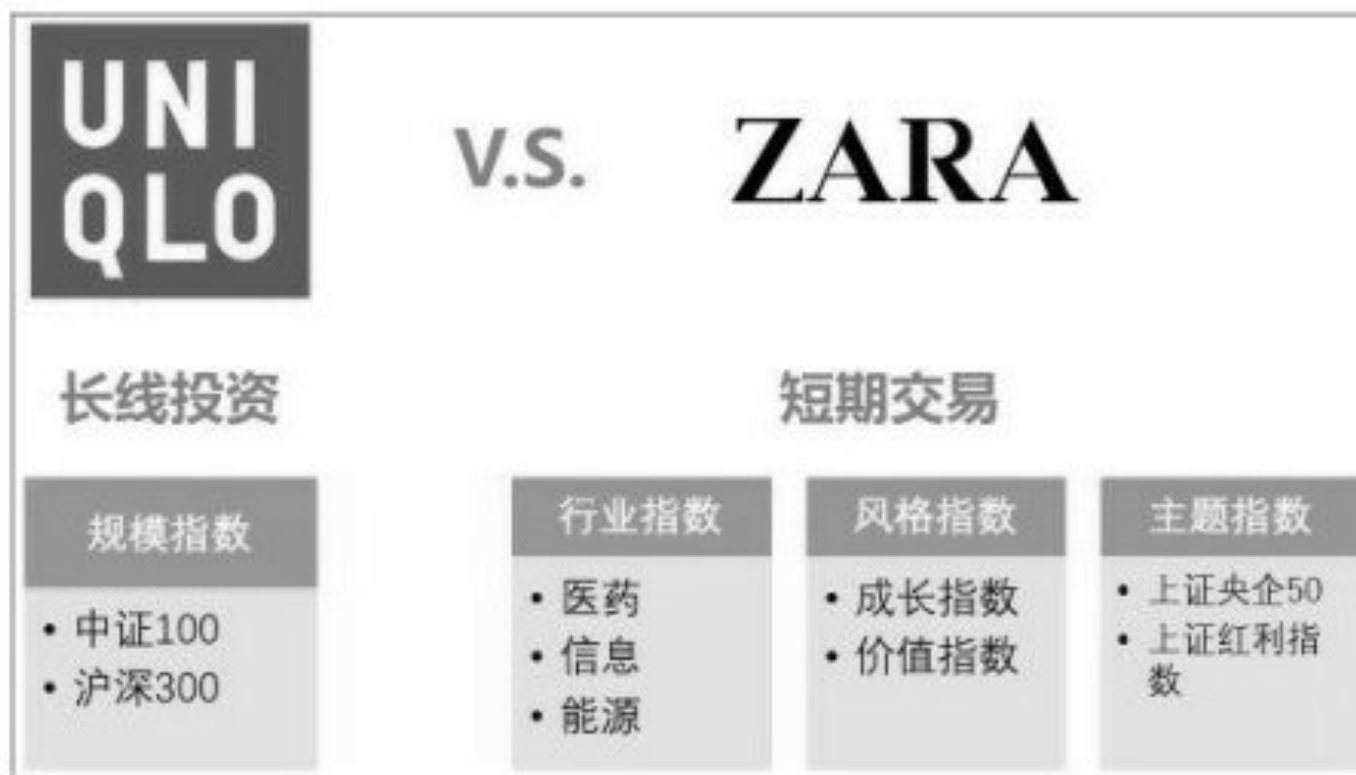 UNI
QLO
V.S.
ZARA
长线投资
短期交易
规模指数
• 中证100
• 沪深300
行业指数
• 医药
• 信息
• 能源
风格指数
• 成长指数
• 价值指数
主题指数
• 上证央企50
• 上证红利指
数